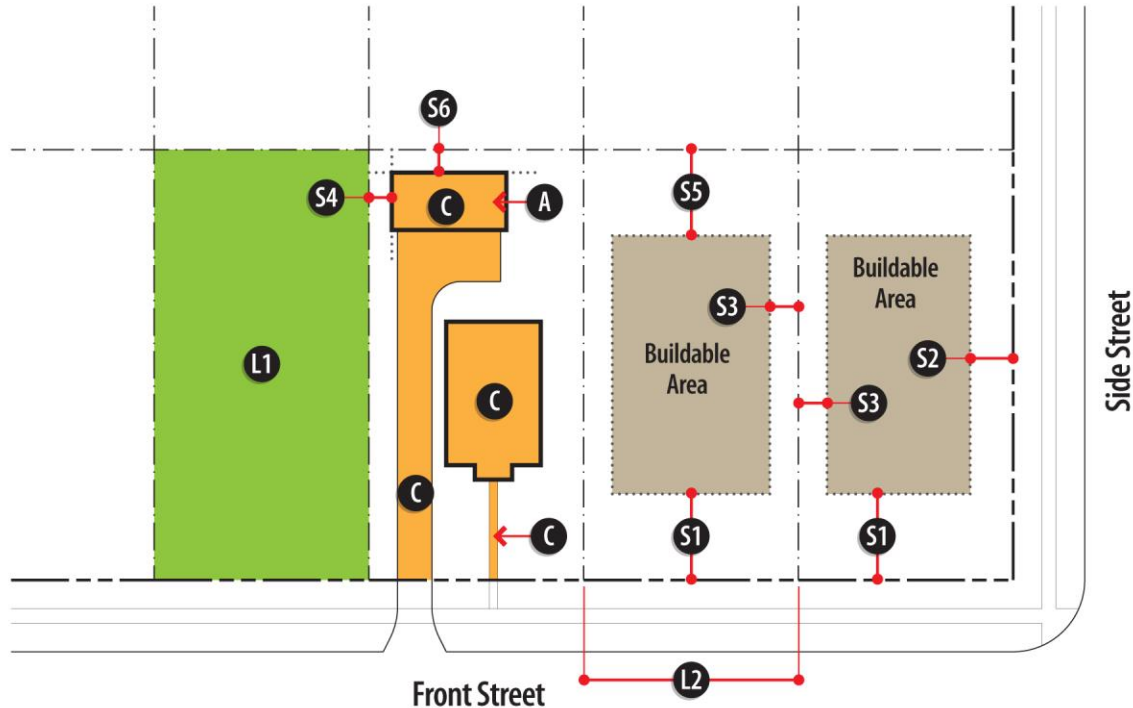 S6
S4
C
A
S5
Buildable
Area
S3
Buildable
Area
L1
S2
Side Street
C
S3
C
C
S1
S1
L2
Front Street